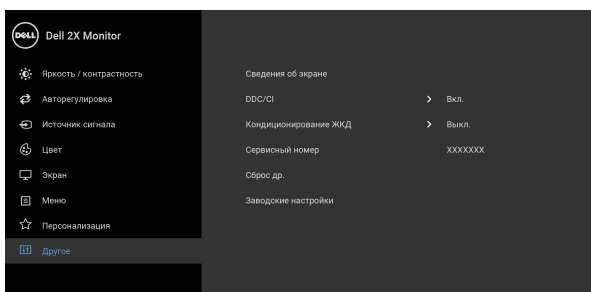 DELL Dell 2X Monitor
Яркость / контрастность Сведения об экране
Авторегулировка DDC/CI Вкл.
Источник сигнала Кондиционирование ЖКД Выкл.
Цвет Сервисный номер XXXXXXX
Экран Сброс др.
Меню Заводские настройки
Персонализация
Другое